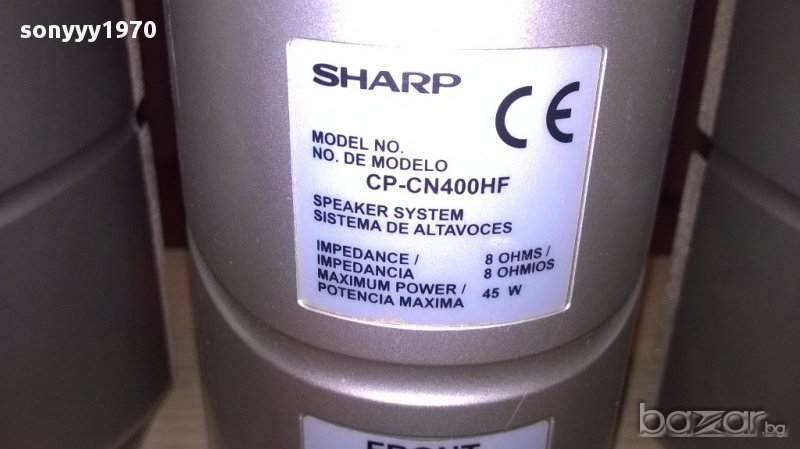 sonyyy1970
SHARP
CE
MODEL NO.
NO. DE MODELO
CP-CN400HF
SPEAKER SYSTEM
SISTEMA DE ALTAVOCES
IMPEDANCE / 8 OHMS /
IMPEDANCIA 8 OHMIOS
MAXIMUM POWER /
POTENCIA MAXIMA 45 W
FRONT
bazar.bg